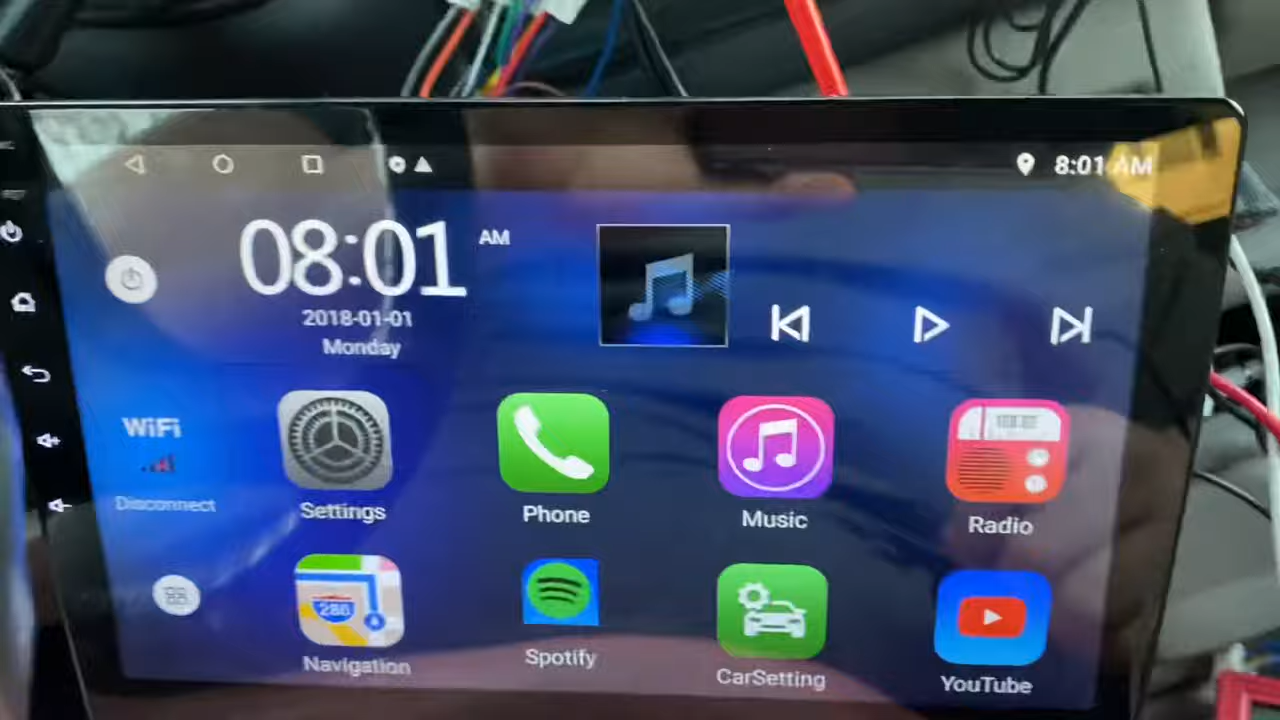 8:01 AM
08:01 AM
2018-01-01
Monday
WiFi
Disconnect
Settings
Phone
Music
Radio
280
Navigation
Spotify
CarSetting
YouTube